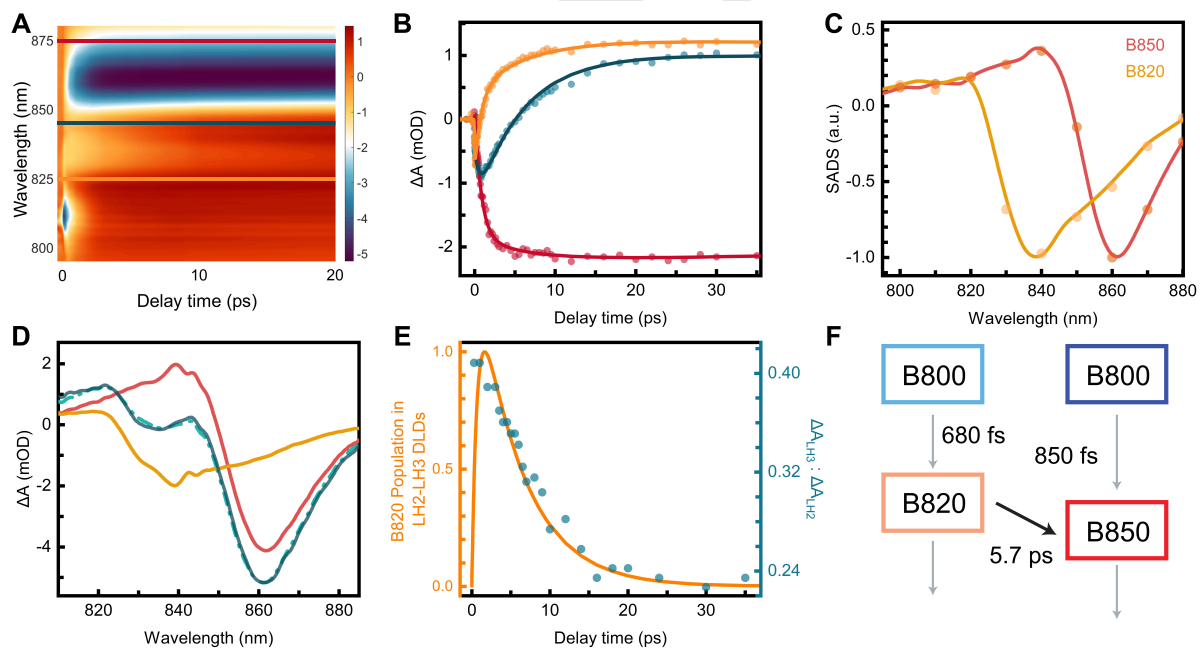 A
875
850
825
800
Wavelength (nm)
0
10
20
Delay time (ps)
1
0
-1
-2
-3
-4
-5
B
1
0
-1
-2
ΔA (mOD)
0
10
20
30
Delay time (ps)
C
B850
B820
0.5
0.0
-0.5
-1.0
SADS (a.u.)
800
820
840
860
880
Wavelength (nm)
D
2
0
-2
-4
ΔA (mOD)
820
840
860
880
Wavelength (nm)
E
1.0
0.5
0.0
B820 Population in
LH2-LH3 DLDs
0.40
0.32
0.24
ΔA LH3 : ΔA LH2
0
10
20
30
Delay time (ps)
F
B800
B800
680 fs
850 fs
B820
B850
5.7 ps